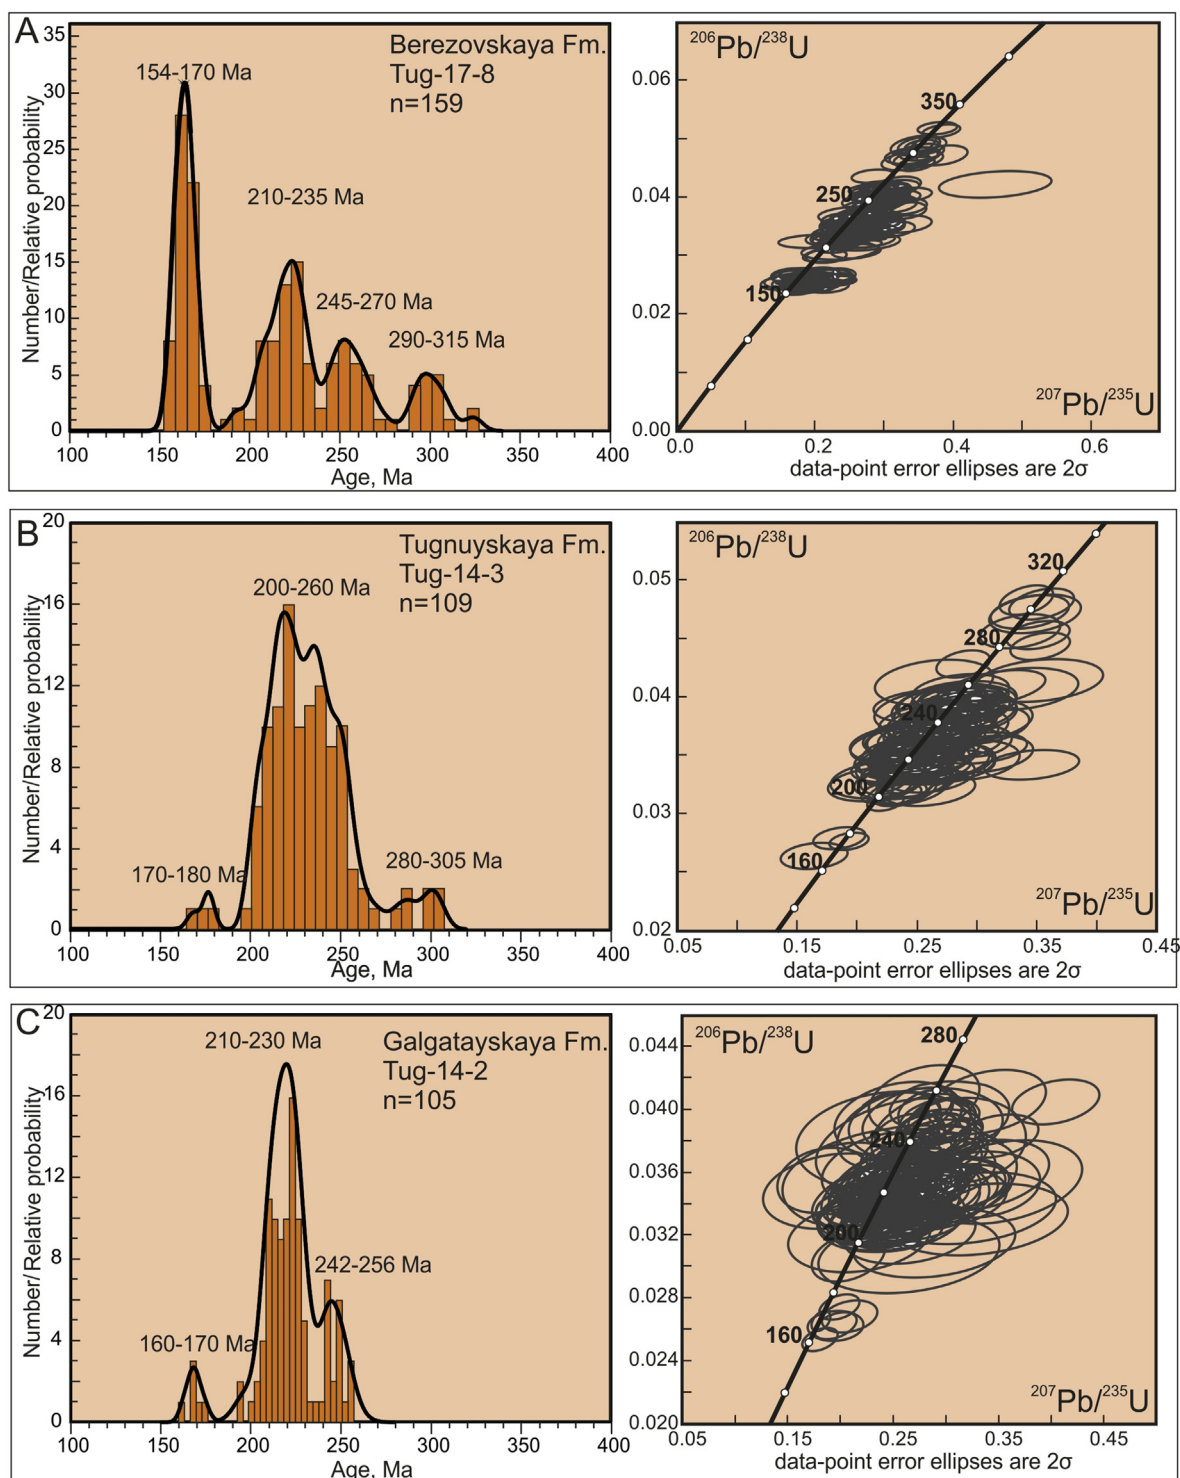 A
35
30
25
20
15
10
5
0
Number/Relative probability
154-170 Ma
210-235 Ma
245-270 Ma
290-315 Ma
Berezovskaya Fm.
Tug-17-8
n=159
100 150 200 250 300 350 400
Age, Ma
206Pb/238U
0.06
0.04
0.02
0.00
350
250
150
207Pb/235U
0.0 0.2 0.4 0.6
data-point error ellipses are 2σ
B
20
16
12
8
4
0
Number/Relative probability
200-260 Ma
170-180 Ma
280-305 Ma
Tugnuyskaya Fm.
Tug-14-3
n=109
100 150 200 250 300 350 400
Age, Ma
206Pb/238U
0.05
0.04
0.03
0.02
320
280
240
200
160
207Pb/235U
0.05 0.15 0.25 0.35 0.45
data-point error ellipses are 2σ
C
20
16
12
8
4
0
Number/Relative probability
210-230 Ma
242-256 Ma
160-170 Ma
Galgatayskaya Fm.
Tug-14-2
n=105
100 150 200 250 300 350 400
Age, Ma
206Pb/238U
0.044
0.040
0.036
0.032
0.028
0.024
0.020
280
240
200
160
207Pb/235U
0.05 0.15 0.25 0.35 0.45
data-point error ellipses are 2σ